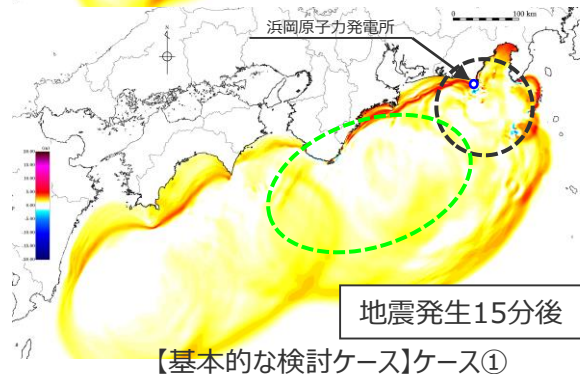 0 100 km
浜岡原子力発電所
(m)
地震発生15分後
【基本的な検討ケース】ケース①